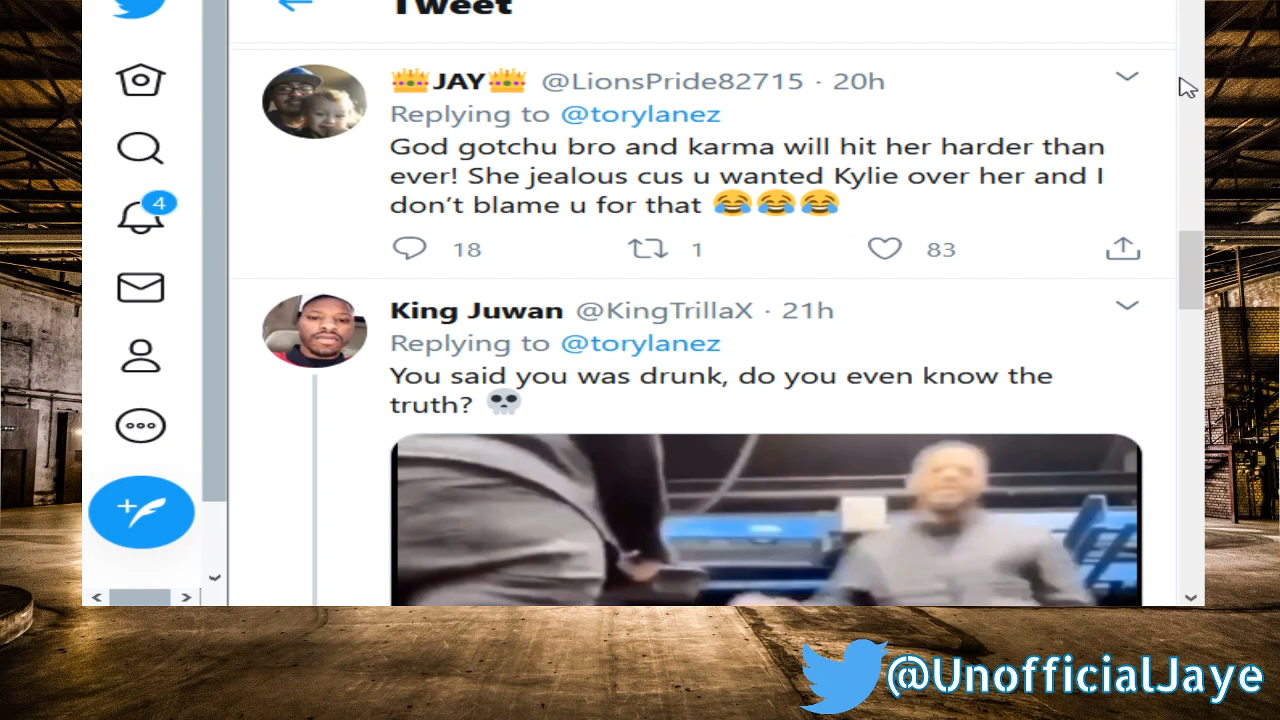 Tweet
👑JAY👑 @LionsPride82715 · 20h
Replying to @torylanez
God gotchu bro and karma will hit her harder than
ever! She jealous cus u wanted Kylie over her and I
don't blame u for that 😂😂😂
18 1 83
4
King Juwan @KingTrillaX · 21h
Replying to @torylanez
You said you was drunk, do you even know the
truth? 💀
@UnofficialJaye